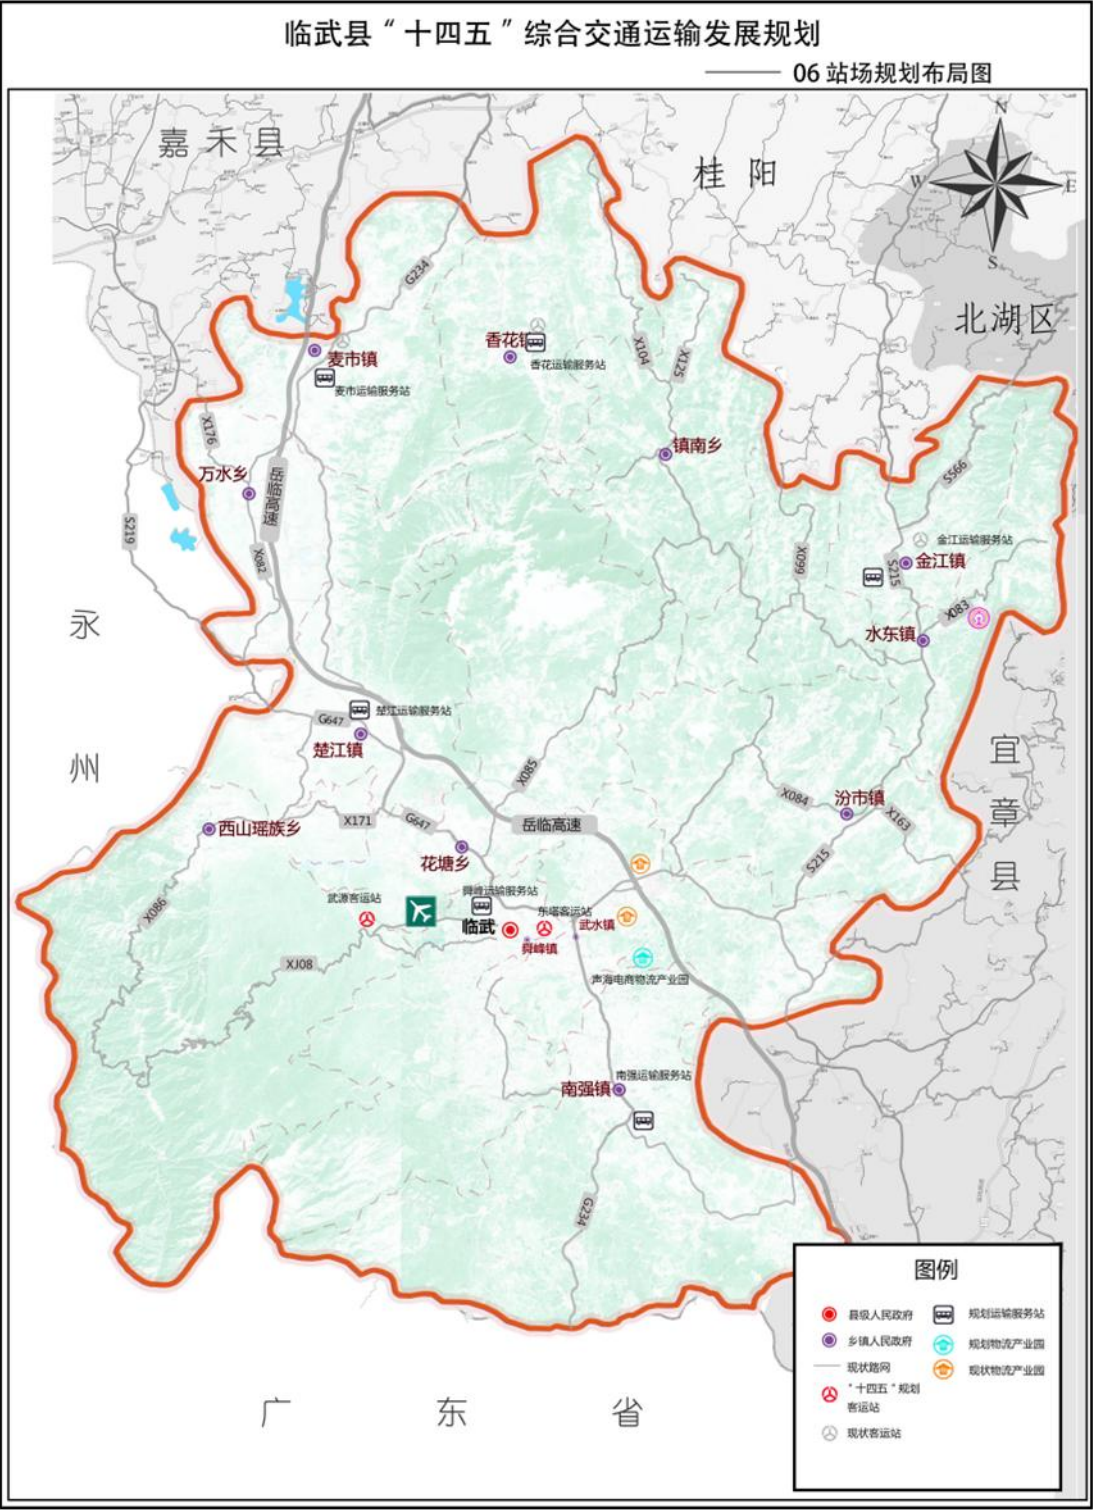 临武县“十四五”综合交通运输发展规划
06 站场规划布局图
嘉禾县
桂阳
N
W
E
S
北湖区
G234
香花镇
香花运输服务站
麦市镇
麦市运输服务站
X104
X125
X176
镇南乡
万水乡
岳临高速
S566
S219
X082
X099
金江运输服务站
金江镇
S215
X083
水东镇
永州
楚江运输服务站
G647
楚江镇
宜章县
X085
X084
汾市镇
X163
西山瑶族乡
X171
G647
岳临高速
花塘乡
S215
X086
武源客运站
舜峰运输服务站
东塔客运站
临武
武水镇
舜峰镇
XJ08
声海电商物流产业园
南强运输服务站
南强镇
G234
广东省
图例
县级人民政府
规划运输服务站
乡镇人民政府
规划物流产业园
现状路网
现状物流产业园
“十四五”规划
客运站
现状客运站